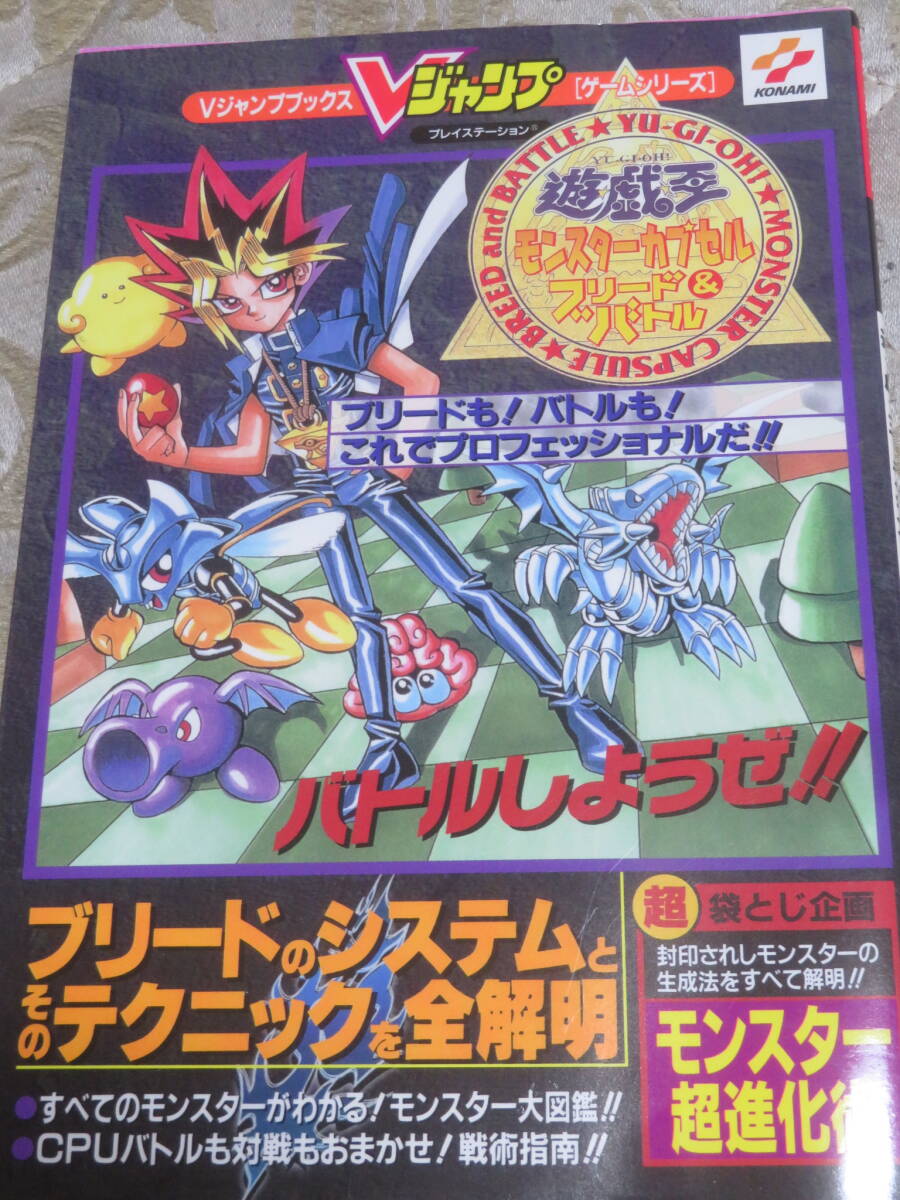 Vジャンプブックス
Vジャンプ
[ゲームシリーズ]
プレイステーション®
KONAMI
BREED and BATTLE★YU-GI-OH!★MONSTER CAPSULE★
YU-GI-OH!
遊戯王
モンスターカプセル
ブリード&
バトル
ブリードも!バトルも!
これでプロフェッショナルだ!!
バトルしようぜ!!
ブリードのシステムと
そのテクニックを全解明
●すべてのモンスターがわかる!モンスター大図鑑!!
●CPUバトルも対戦もおまかせ!戦術指南!!
超袋とじ企画
封印されしモンスターの
生成法をすべて解明!!
モンスター
超進化術